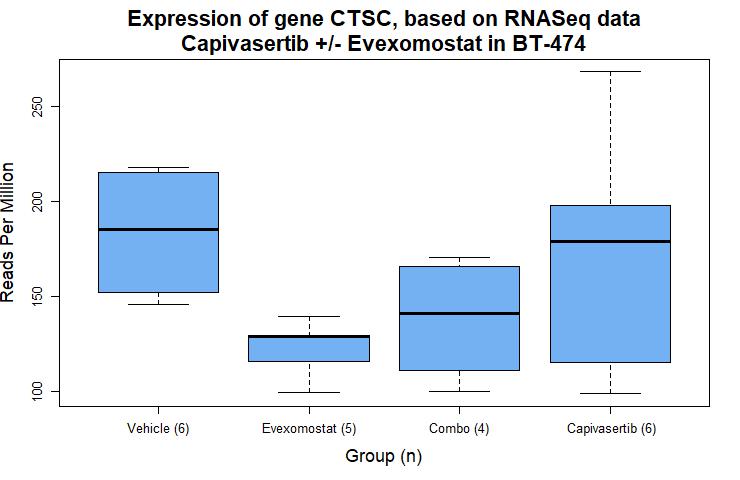 Expression of gene CTSC, based on RNASeq data
Capivasertib +/- Evexomostat in BT-474
Reads Per Million
250
200
150
100
Vehicle (6)
Evexomostat (5)
Combo (4)
Capivasertib (6)
Group (n)